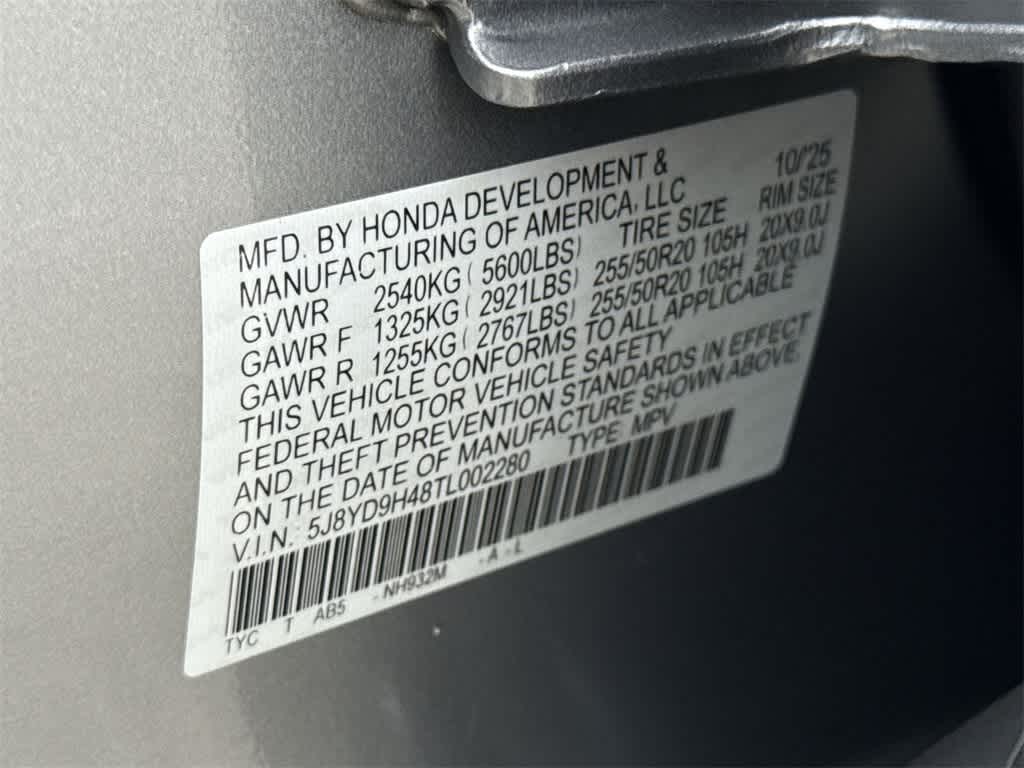 MFD. BY HONDA DEVELOPMENT & 10/'25
MANUFACTURING OF AMERICA, LLC RIM SIZE
GVWR 2540KG ( 5600LBS) TIRE SIZE 20X9.0J
GAWR F 1325KG ( 2921LBS) 255/50R20 105H 20X9.0J
GAWR R 1255KG ( 2767LBS) 255/50R20 105H
THIS VEHICLE CONFORMS TO ALL APPLICABLE
FEDERAL MOTOR VEHICLE SAFETY
AND THEFT PREVENTION STANDARDS IN EFFECT
ON THE DATE OF MANUFACTURE SHOWN ABOVE.
V.I.N. 5J8YD9H48TL002280 TYPE: MPV
TYC T AB5 - NH932M - A - L